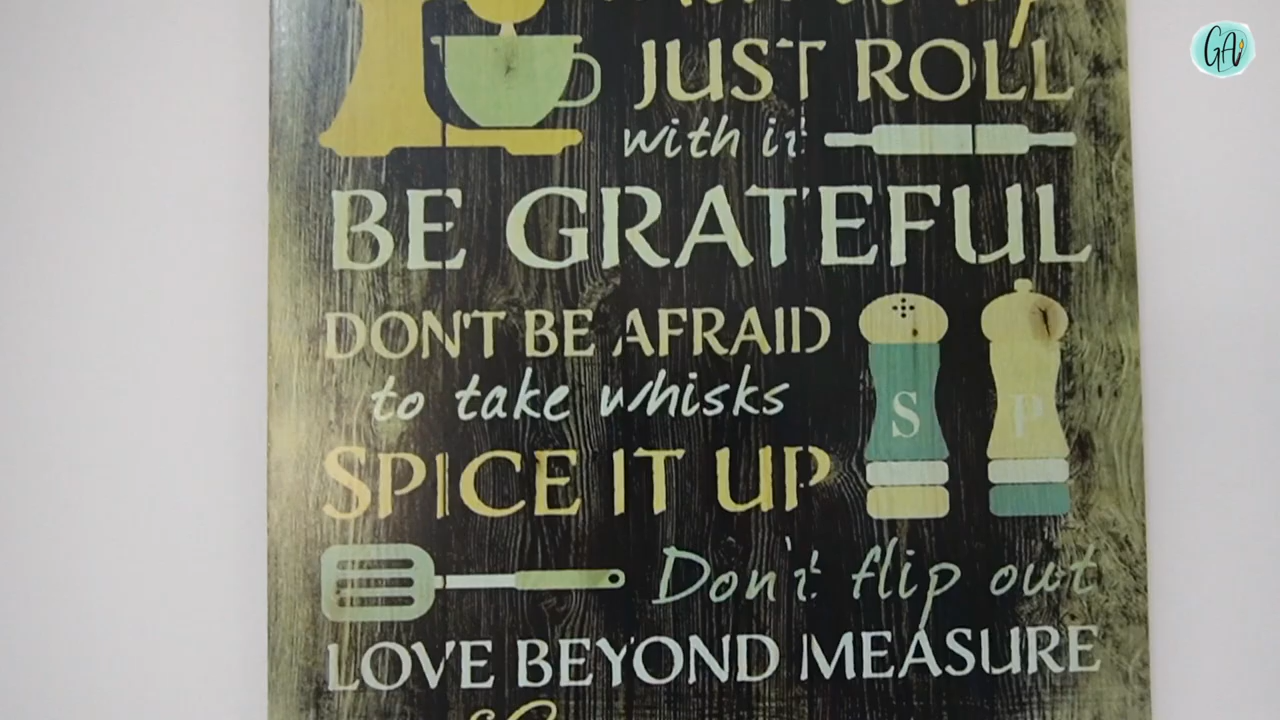 GA
JUST ROLL
with it
BE GRATEFUL
DON'T BE AFRAID
to take whisks
S P
SPICE IT UP
Don't flip out
LOVE BEYOND MEASURE